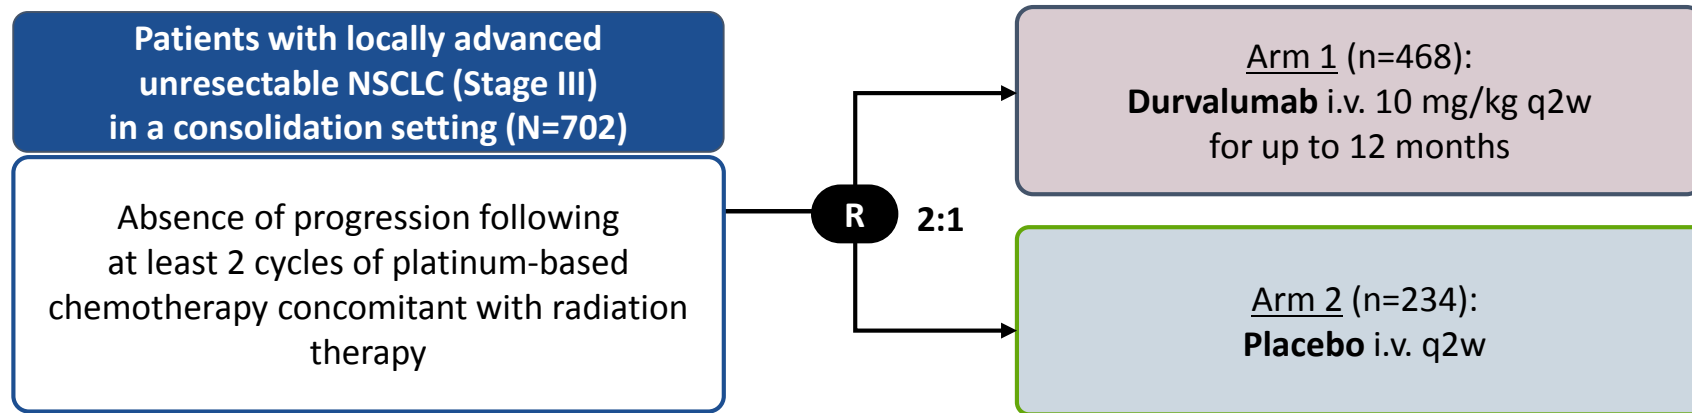 Patients with locally advanced
unresectable NSCLC (Stage III)
in a consolidation setting (N=702)
Absence of progression following
at least 2 cycles of platinum-based
chemotherapy concomitant with radiation
therapy
R
2:1
Arm 1 (n=468):
Durvalumab i.v. 10 mg/kg q2w
for up to 12 months
Arm 2 (n=234):
Placebo i.v. q2w